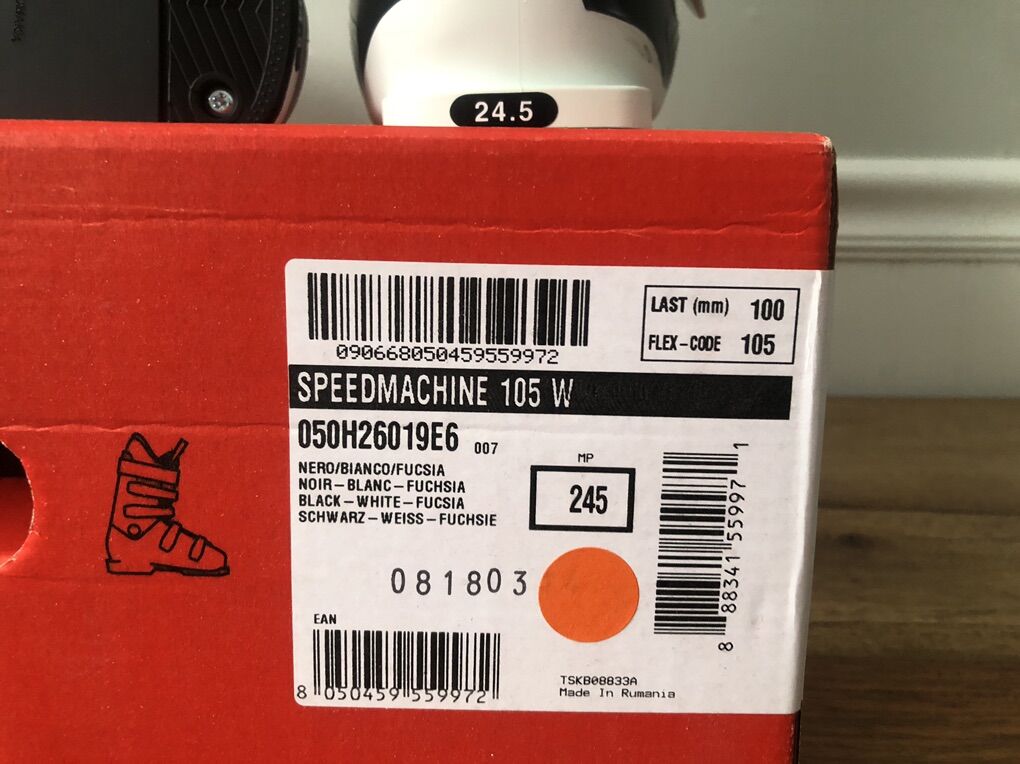 24.5
090668050459559972
LAST (mm) 100
FLEX-CODE 105
SPEEDMACHINE 105 W
050H26019E6 007
NERO/BIANCO/FUCSIA
NOIR-BLANC-FUCHSIA
BLACK-WHITE-FUCSIA
SCHWARZ-WEISS-FUCHSIE
MP
245
8 88341 55997 1
081803
EAN
8 050459 559972
TSKB08833A
Made In Rumania